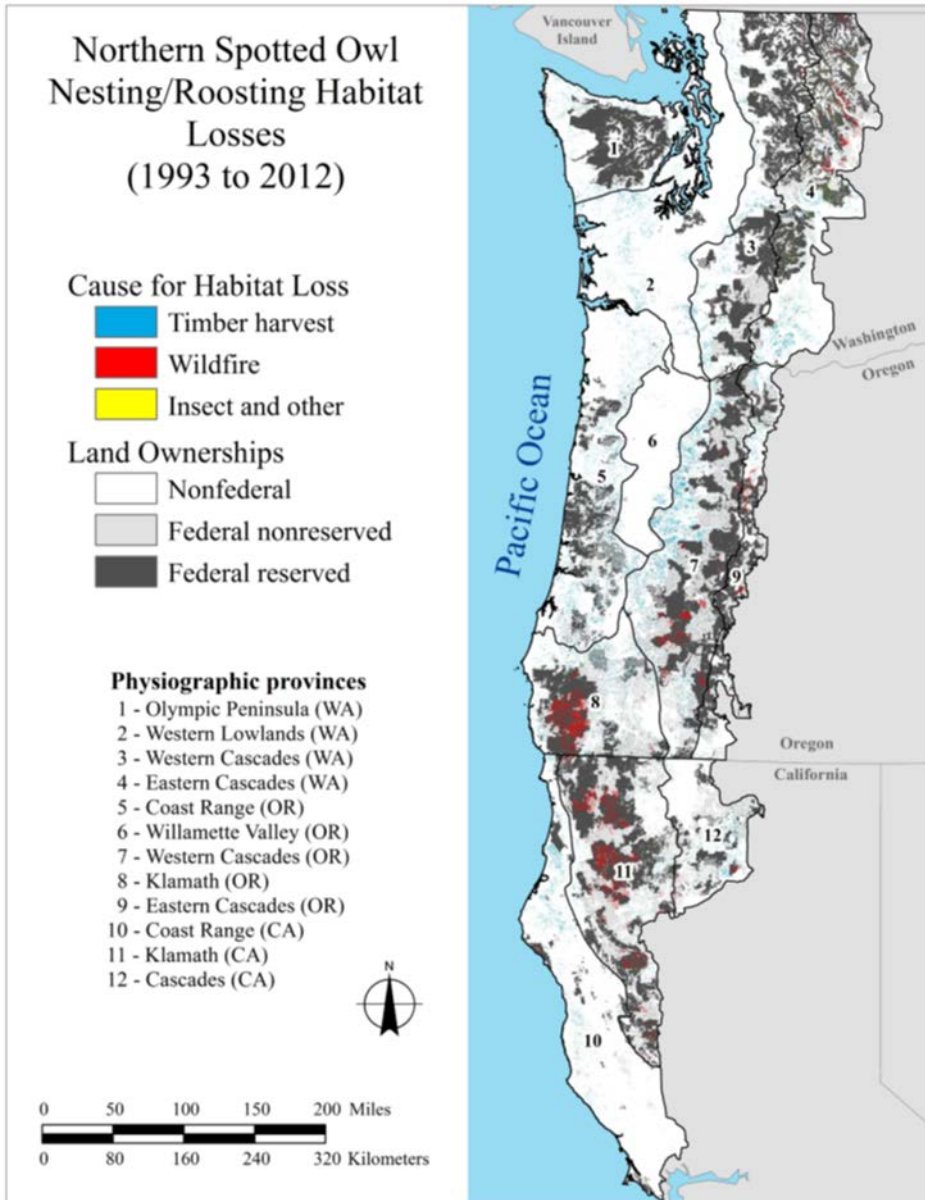 Northern Spotted Owl
Nesting/Roosting Habitat
Losses
(1993 to 2012)
Cause for Habitat Loss
Timber harvest
Wildfire
Insect and other
Land Ownerships
Nonfederal
Federal nonreserved
Federal reserved
Physiographic provinces
1 - Olympic Peninsula (WA)
2 - Western Lowlands (WA)
3 - Western Cascades (WA)
4 - Eastern Cascades (WA)
5 - Coast Range (OR)
6 - Willamette Valley (OR)
7 - Western Cascades (OR)
8 - Klamath (OR)
9 - Eastern Cascades (OR)
10 - Coast Range (CA)
11 - Klamath (CA)
12 - Cascades (CA)
N
0 50 100 150 200 Miles
0 80 160 240 320 Kilometers
Vancouver
Island
1
4
3
2
Washington
Oregon
Pacific Ocean
6
5
7
9
8
Oregon
California
12
11
10